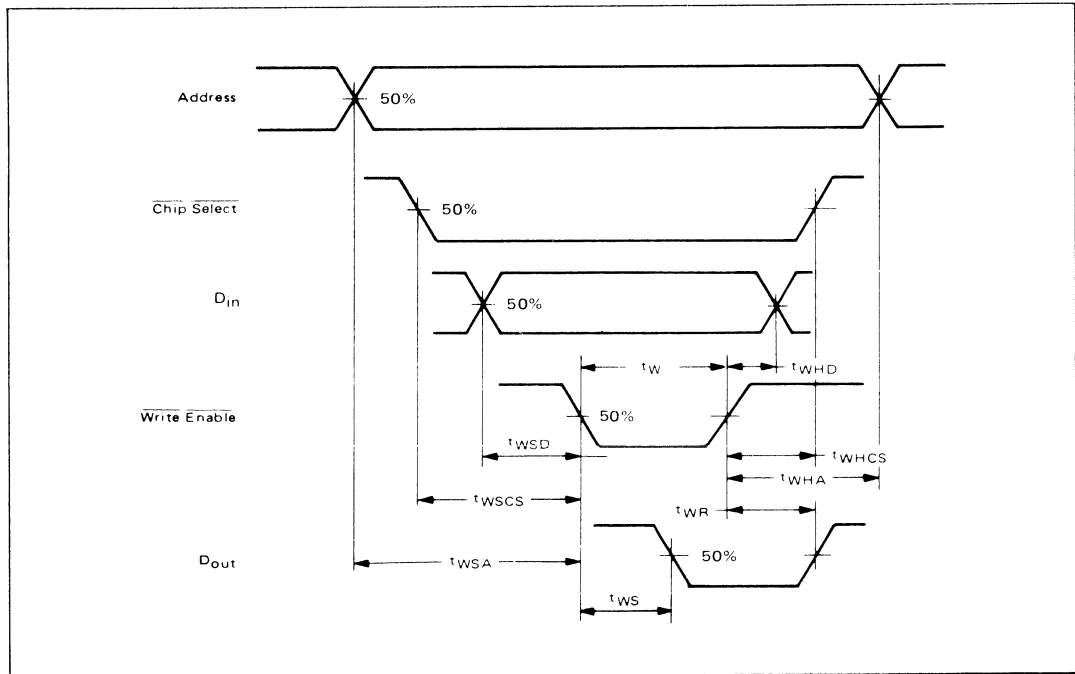 Address 50%
Chip Select 50%
Din 50%
tW tWHD
Write Enable 50%
tWSD tWHCS
tWHA
tWSCS tWR
Dout 50%
tWSA
tWS